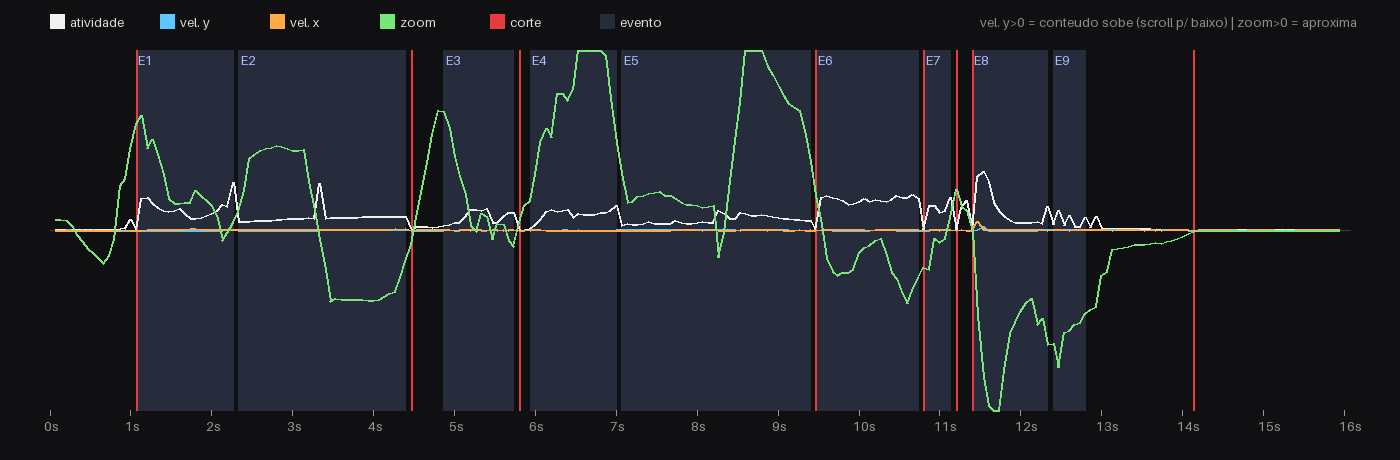 atividade vel. y vel. x zoom corte evento vel. y>0 = conteudo sobe (scroll p/ baixo) | zoom>0 = aproxima
E1 E2 E3 E4 E5 E6 E7 E8 E9
0s 1s 2s 3s 4s 5s 6s 7s 8s 9s 10s 11s 12s 13s 14s 15s 16s